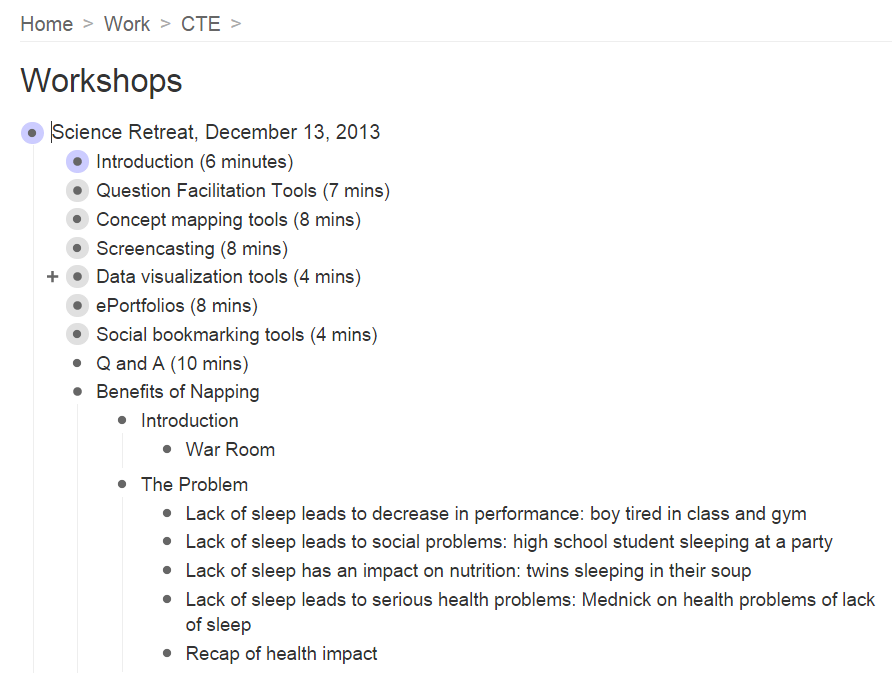 Home > Work > CTE >
Workshops
Science Retreat, December 13, 2013
Introduction (6 minutes)
Question Facilitation Tools (7 mins)
Concept mapping tools (8 mins)
Screencasting (8 mins)
+ Data visualization tools (4 mins)
ePortfolios (8 mins)
Social bookmarking tools (4 mins)
Q and A (10 mins)
Benefits of Napping
Introduction
War Room
The Problem
Lack of sleep leads to decrease in performance: boy tired in class and gym
Lack of sleep leads to social problems: high school student sleeping at a party
Lack of sleep has an impact on nutrition: twins sleeping in their soup
Lack of sleep leads to serious health problems: Mednick on health problems of lack
of sleep
Recap of health impact